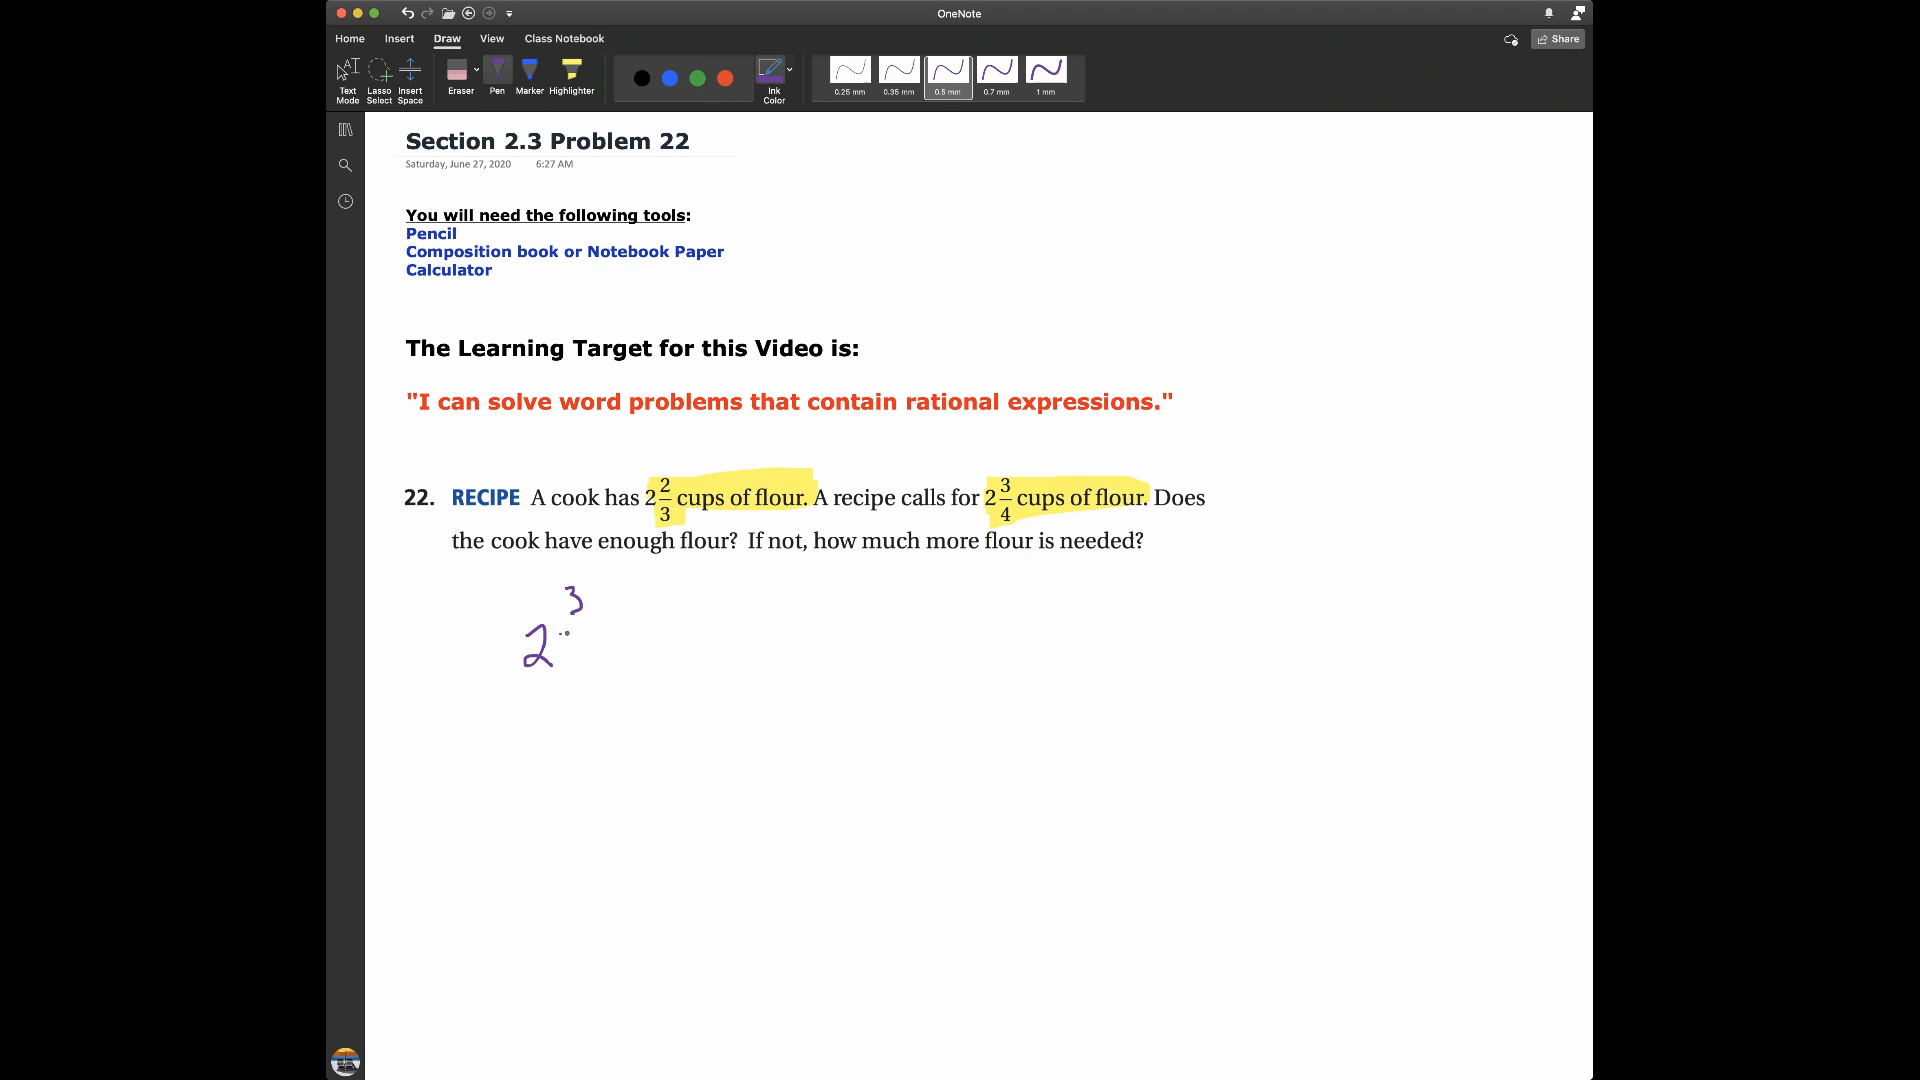 OneNote
Home Insert Draw View Class Notebook Share
Text Mode Lasso Select Insert Space Eraser Pen Marker Highlighter Ink Color 0.25 mm 0.35 mm 0.5 mm 0.7 mm 1 mm
Section 2.3 Problem 22
Saturday, June 27, 2020 6:27 AM
You will need the following tools:
Pencil
Composition book or Notebook Paper
Calculator
The Learning Target for this Video is:
"I can solve word problems that contain rational expressions."
22. RECIPE A cook has 2 2/3 cups of flour. A recipe calls for 2 3/4 cups of flour. Does
the cook have enough flour? If not, how much more flour is needed?
3
2